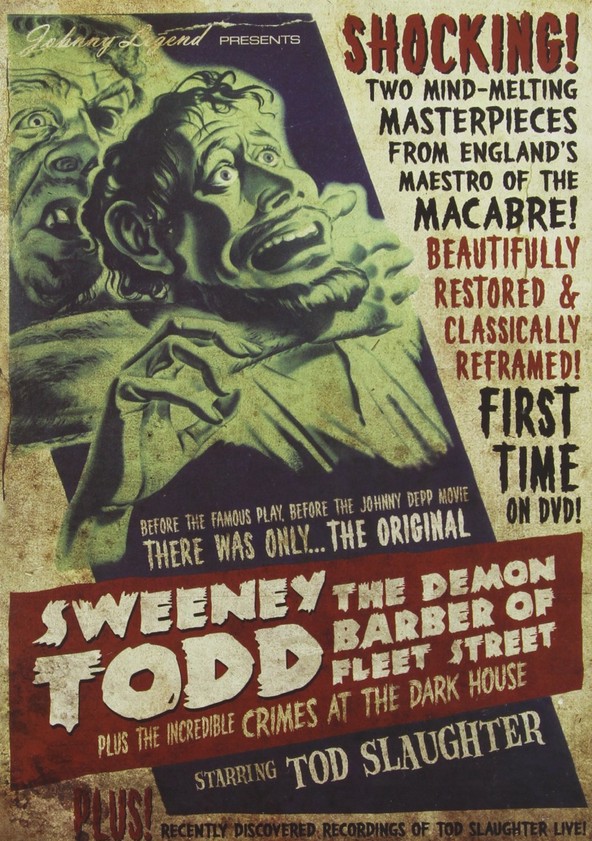 Johnny Legend PRESENTS
SHOCKING!
TWO MIND-MELTING
MASTERPIECES
FROM ENGLAND'S
MAESTRO OF THE
MACABRE!
BEAUTIFULLY
RESTORED &
CLASSICALLY
REFRAMED!
FIRST
TIME
ON DVD!
BEFORE THE FAMOUS PLAY, BEFORE THE JOHNNY DEPP MOVIE
THERE WAS ONLY...THE ORIGINAL
SWEENEY
TODD
THE DEMON
BARBER OF
FLEET STREET
PLUS THE INCREDIBLE CRIMES AT THE DARK HOUSE
STARRING TOD SLAUGHTER
PLUS! RECENTLY DISCOVERED RECORDINGS OF TOD SLAUGHTER LIVE!